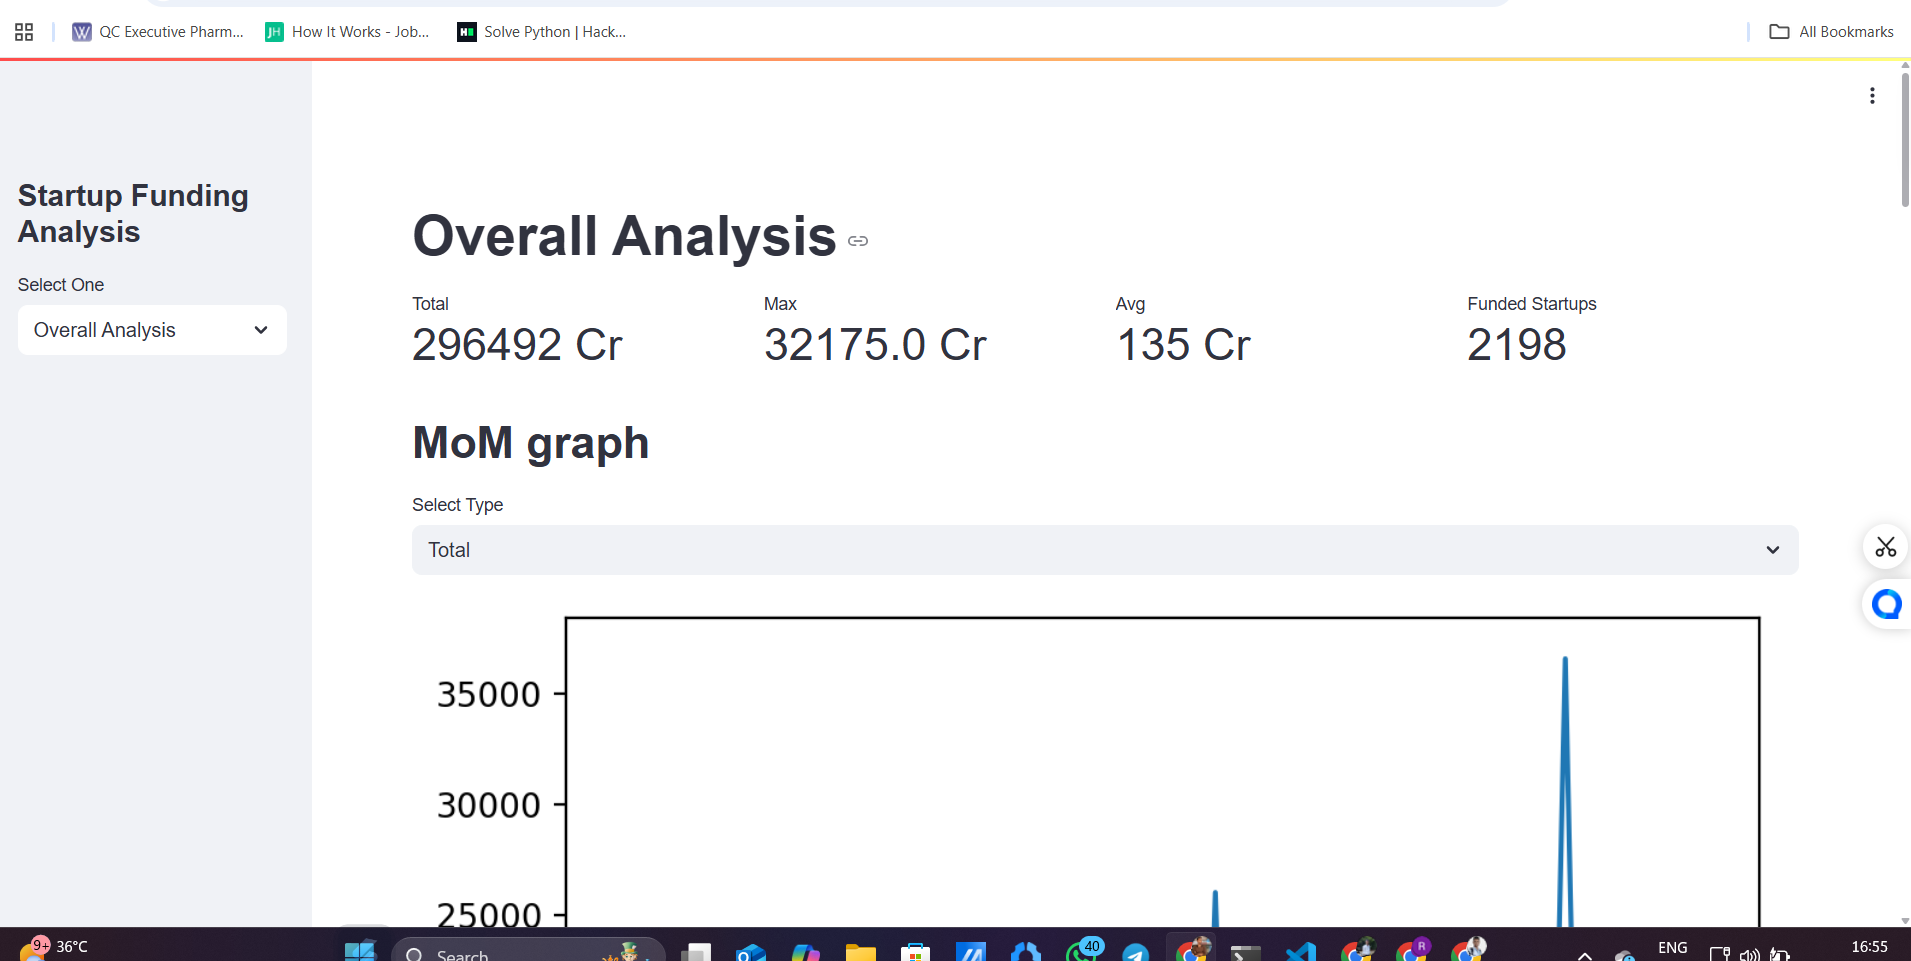 QC Executive Pharm...
How It Works - Job...
Solve Python | Hack...
All Bookmarks
Startup Funding
Analysis
Select One
Overall Analysis
Overall Analysis
Total
296492 Cr
Max
32175.0 Cr
Avg
135 Cr
Funded Startups
2198
MoM graph
Select Type
Total
35000
30000
25000
9+
36°C
Search
40
R
ENG
16:55